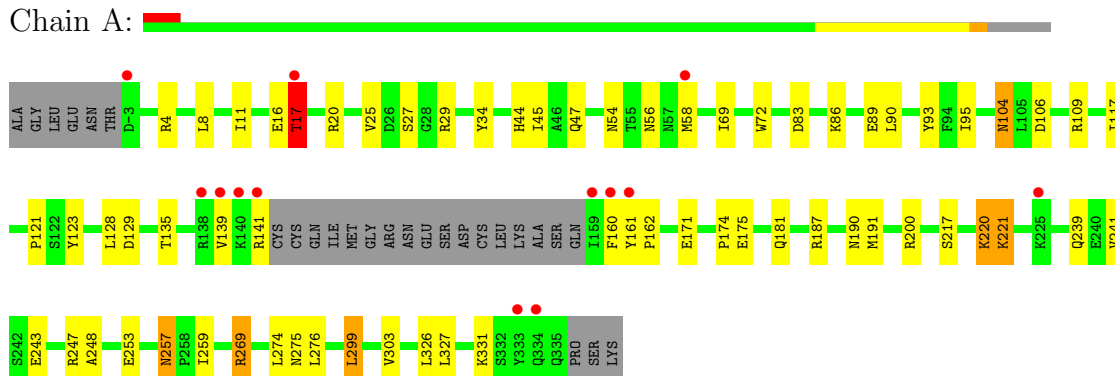 Chain A:
ALA GLY LEU GLU ASN THR D-3 R4 L8 I11 E16 T17 R20 V25 D26 S27 G28 R29 Y34 H44 I45 A46 Q47 N54 T55 N56 N57 M58 I69 W72 D83 K86 E89 L90 Y93 F94 I95 N104 L105 D106 R109 I117
P121 S122 Y123 L128 D129 T135 R138 V139 K140 R141 CYS CYS GLN ILE MET GLY ARG ASN GLU SER ASP CYS LEU LYS ALA SER GLN I159 F160 Y161 P162 E171 P174 E175 Q181 R187 N190 M191 R200 S217 K220 K221 K225 Q239 E240 V241
S242 E243 R247 A248 E253 N257 P258 I259 R269 L274 N275 L276 L299 V303 L326 L327 K331 S332 Y333 Q334 Q335 PRO SER LYS